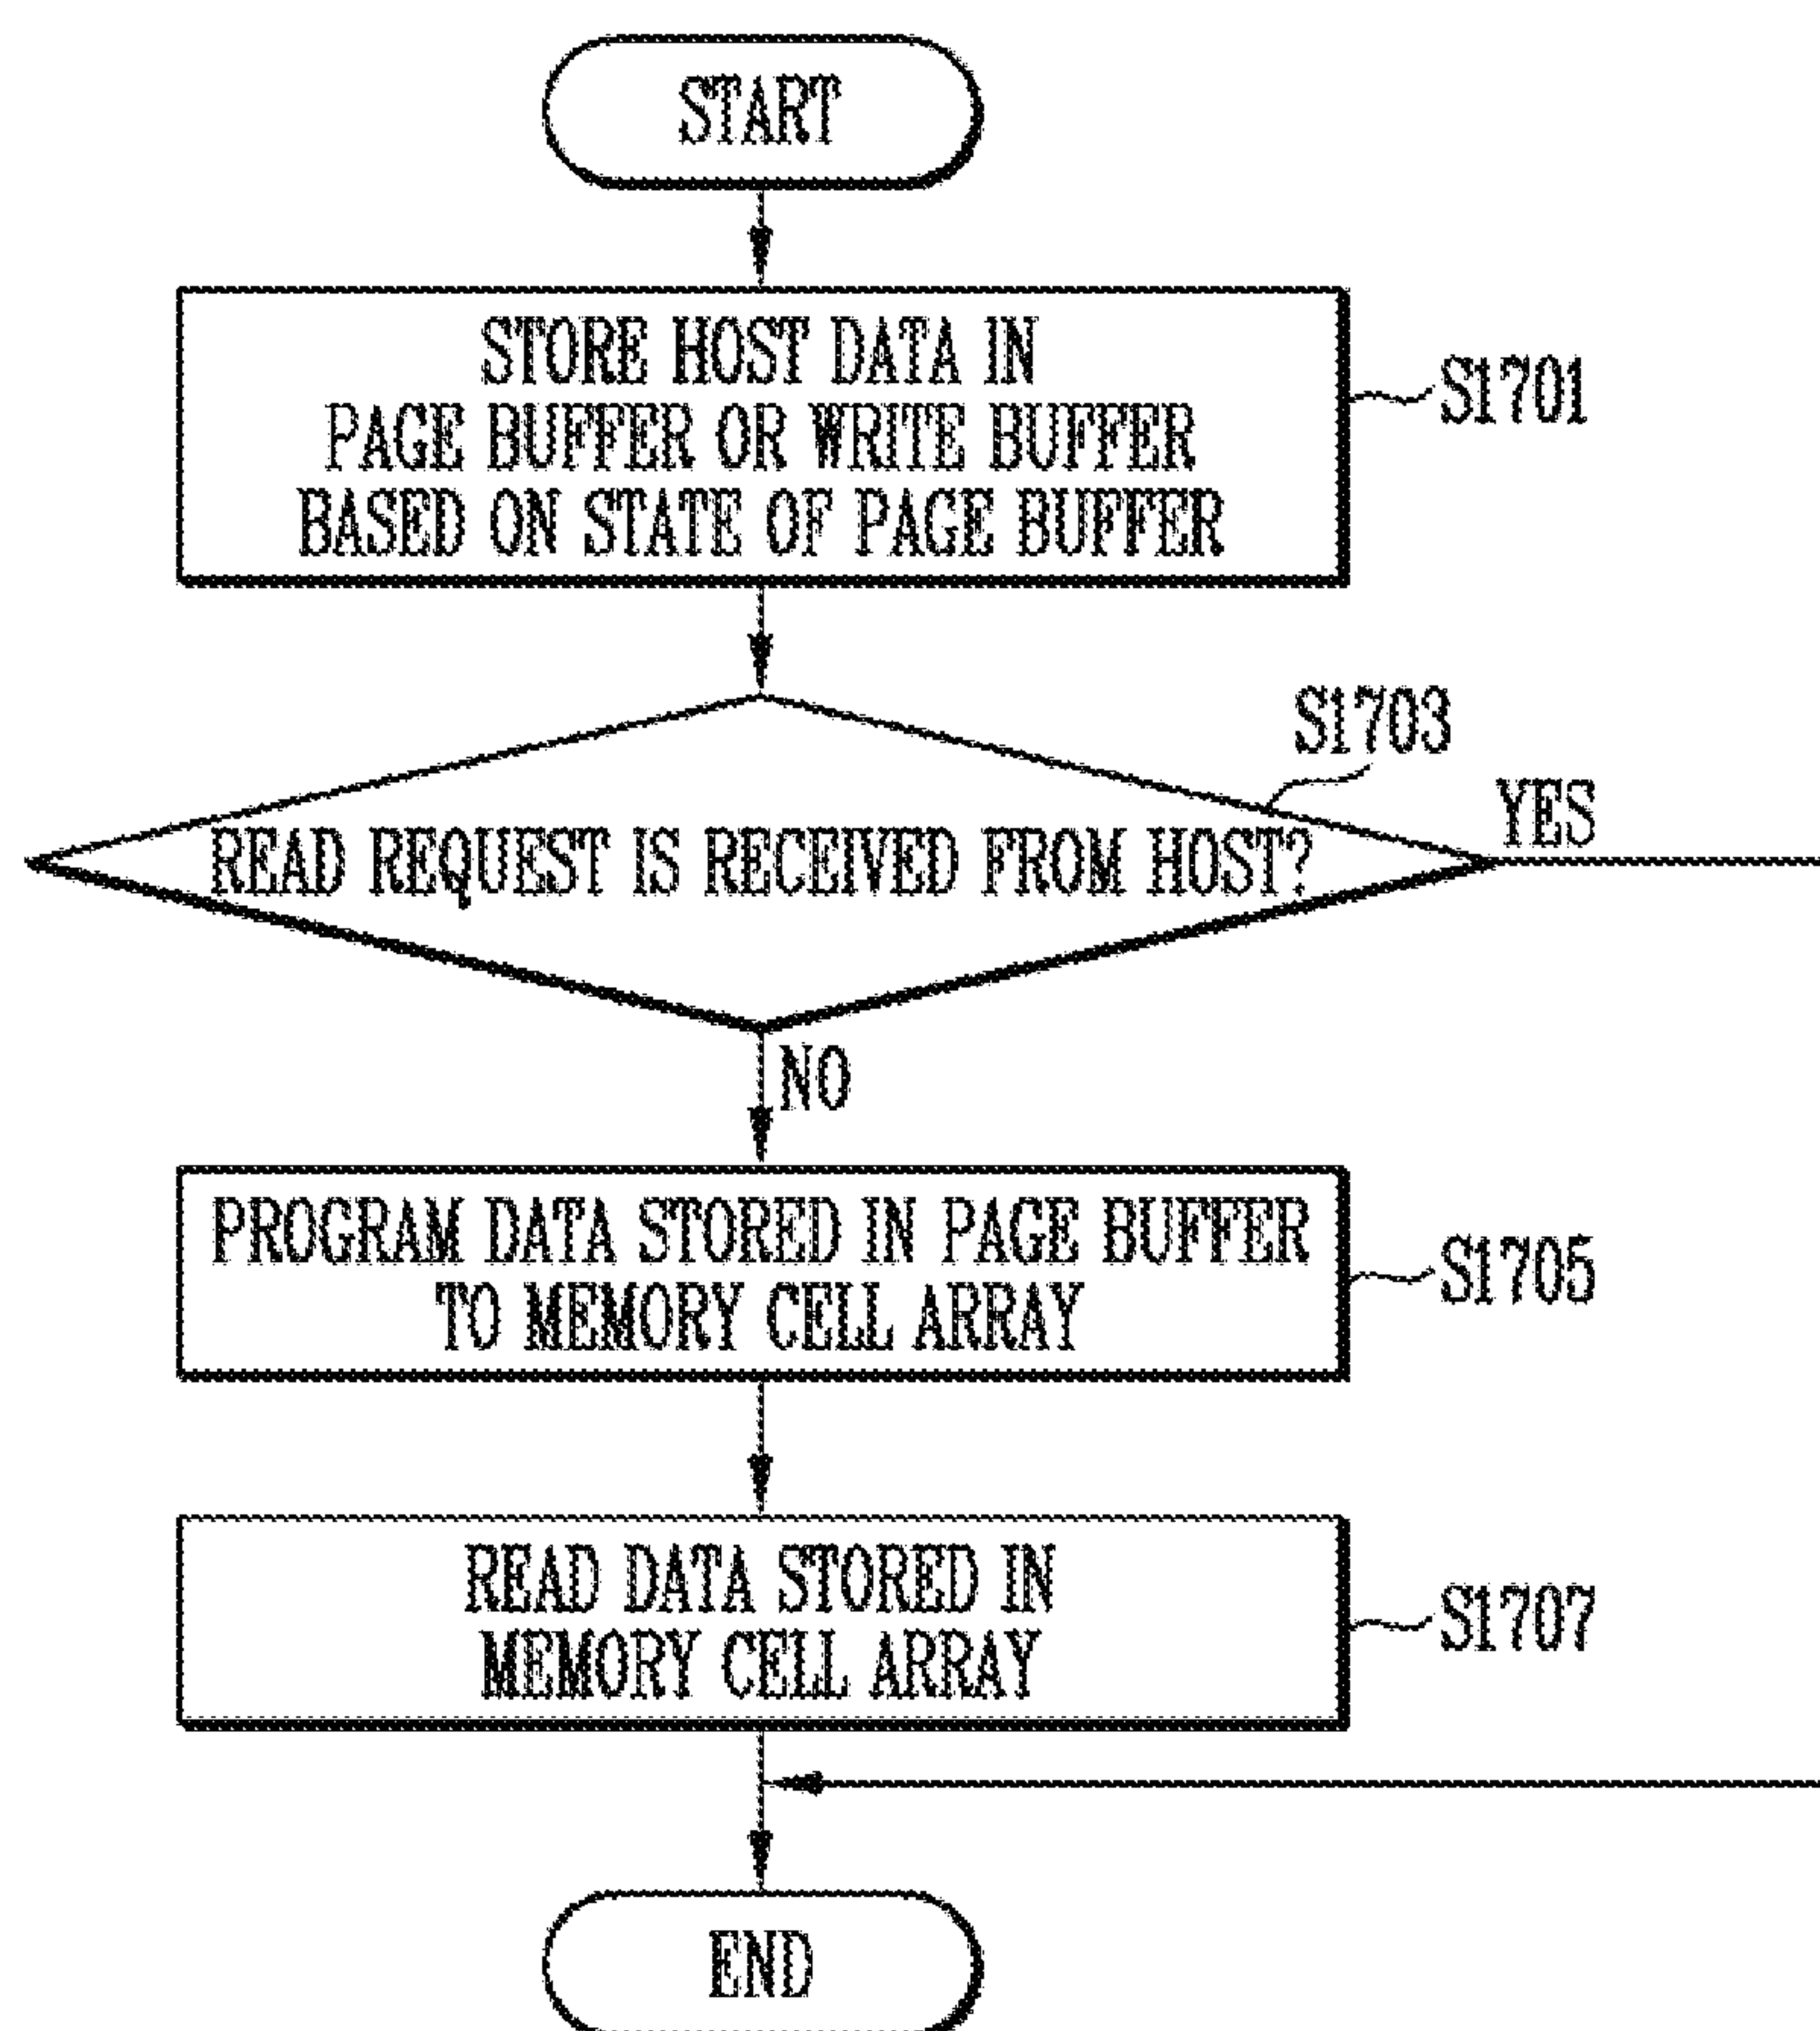 START
STORE HOST DATA IN
PAGE BUFFER OR WRITE BUFFER
BASED ON STATE OF PAGE BUFFER
S1701
S1703
READ REQUEST IS RECEIVED FROM HOST?
YES
NO
PROGRAM DATA STORED IN PAGE BUFFER
TO MEMORY CELL ARRAY
S1705
READ DATA STORED IN
MEMORY CELL ARRAY
S1707
END